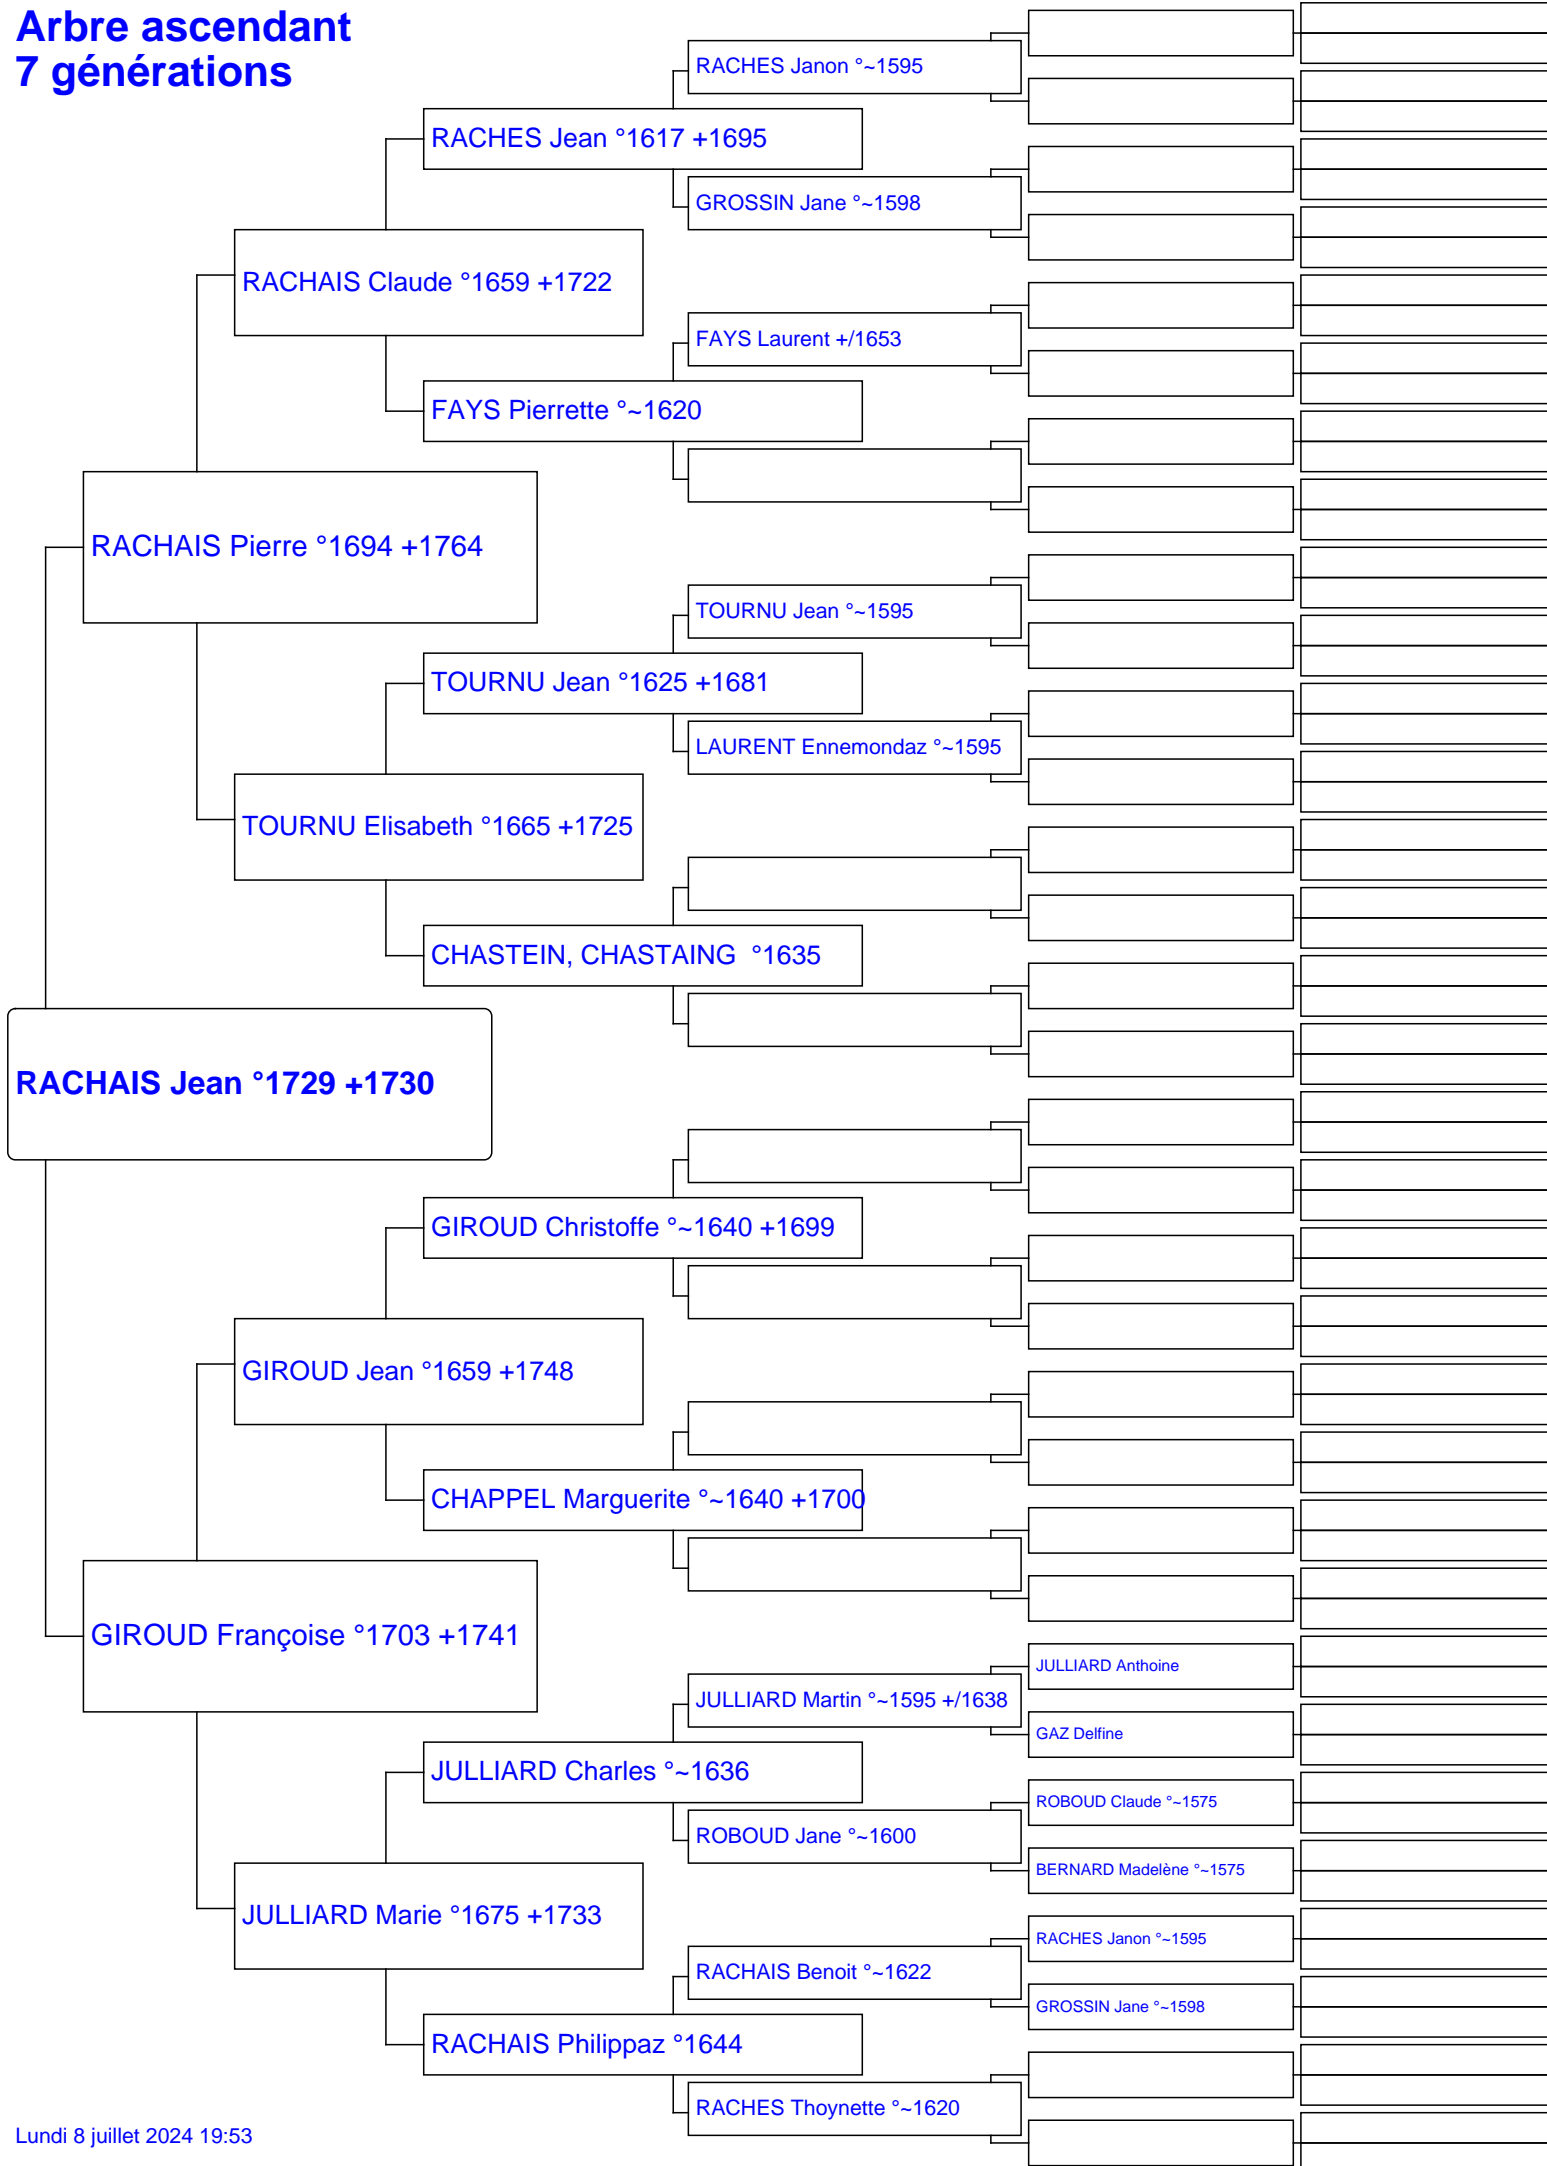 Arbre ascendant
7 générations
RACHES Janon °~1595
RACHES Jean °1617 +1695
GROSSIN Jane °~1598
RACHAIS Claude °1659 +1722
FAYS Laurent +/1653
FAYS Pierrette °~1620
RACHAIS Pierre °1694 +1764
TOURNU Jean °~1595
TOURNU Jean °1625 +1681
LAURENT Ennemondaz °~1595
TOURNU Elisabeth °1665 +1725
CHASTEIN, CHASTAING  °1635
RACHAIS Jean °1729 +1730
GIROUD Christoffe °~1640 +1699
GIROUD Jean °1659 +1748
CHAPPEL Marguerite °~1640 +1700
GIROUD Françoise °1703 +1741
JULLIARD Anthoine
JULLIARD Martin °~1595 +/1638
GAZ Delfine
JULLIARD Charles °~1636
ROBOUD Claude °~1575
ROBOUD Jane °~1600
BERNARD Madelène °~1575
JULLIARD Marie °1675 +1733
RACHES Janon °~1595
RACHAIS Benoit °~1622
GROSSIN Jane °~1598
RACHAIS Philippaz °1644
RACHES Thoynette °~1620
Lundi 8 juillet 2024 19:53